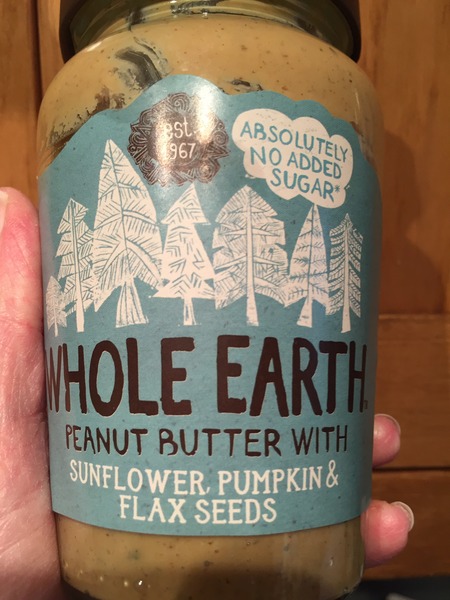 est.
1967
ABSOLUTELY
NO ADDED
SUGAR*
WHOLE EARTH
PEANUT BUTTER WITH
SUNFLOWER, PUMPKIN &
FLAX SEEDS